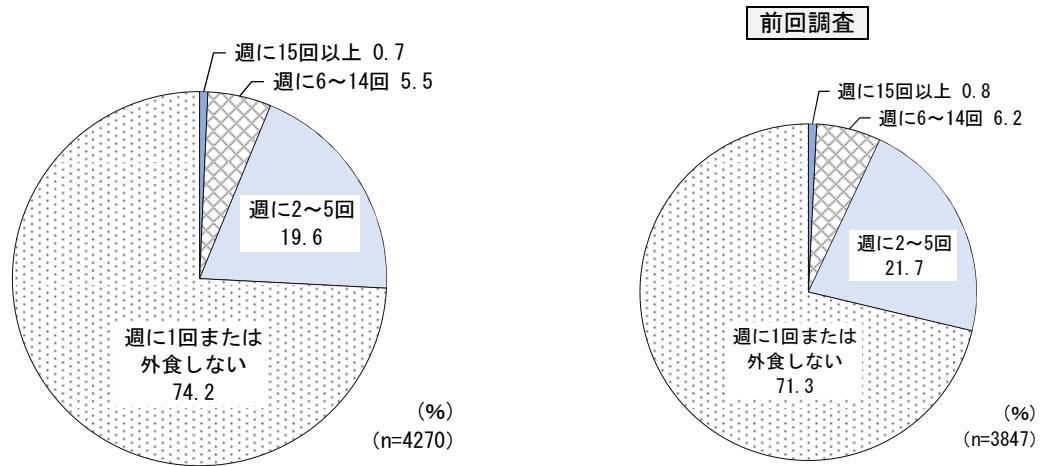 週に15回以上 0.7
週に6～14回 5.5
週に2～5回
19.6
週に1回または
外食しない
74.2
(%)
(n=4270)
前回調査
週に15回以上 0.8
週に6～14回 6.2
週に2～5回
21.7
週に1回または
外食しない
71.3
(%)
(n=3847)